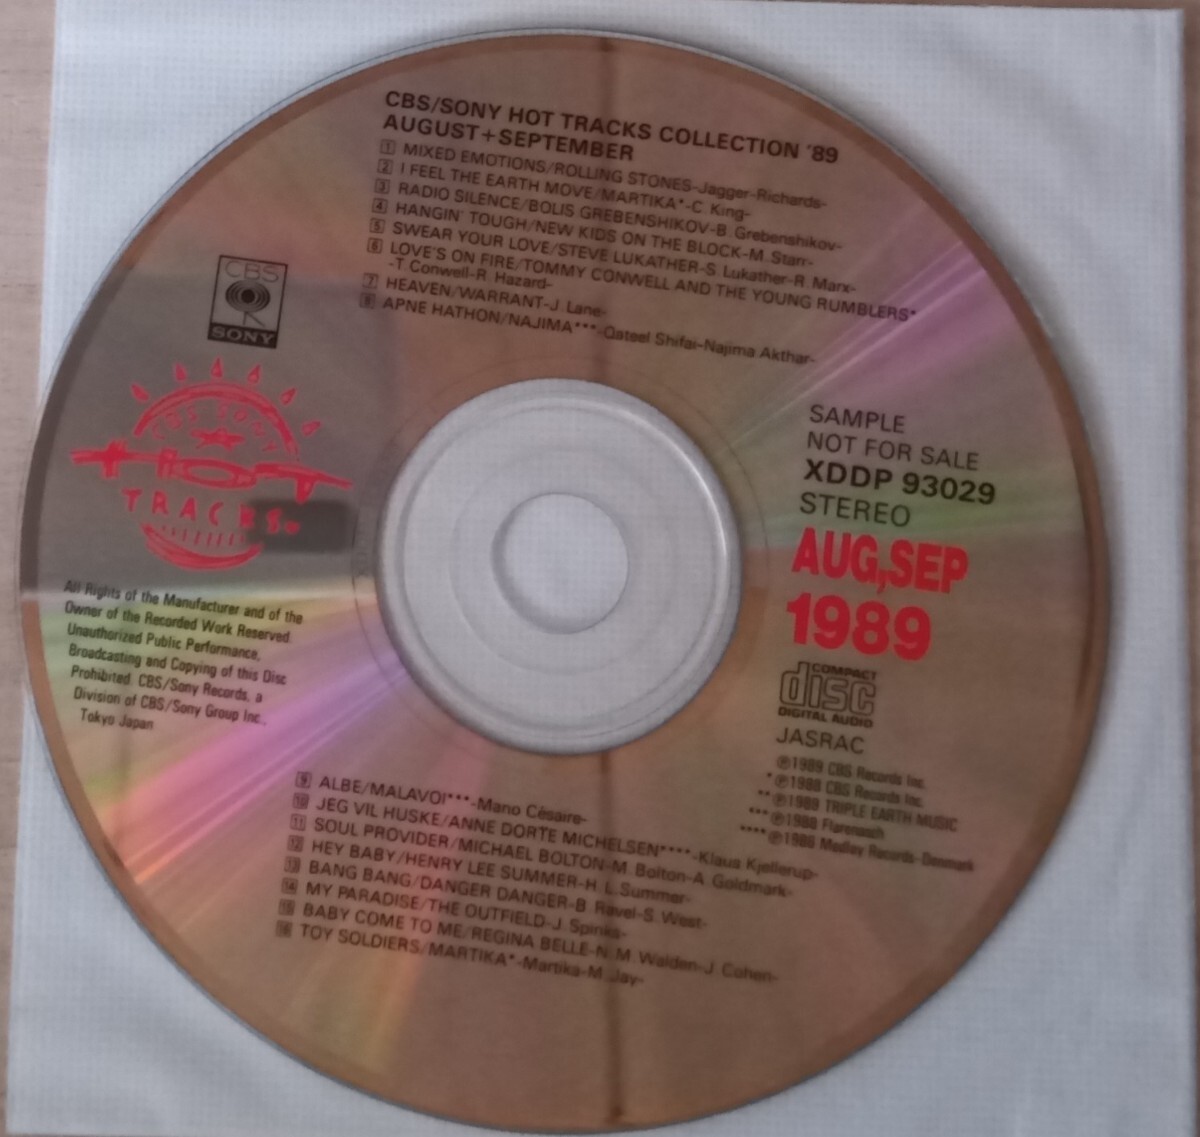 CBS/SONY HOT TRACKS COLLECTION '89
AUGUST+SEPTEMBER
1 MIXED EMOTIONS/ROLLING STONES-Jagger-Richards-
2 I FEEL THE EARTH MOVE/MARTIKA*-C. King-
3 RADIO SILENCE/BOLIS GREBENSHIKOV-B. Grebenshikov-
4 HANGIN' TOUGH/NEW KIDS ON THE BLOCK-M. Starr-
5 SWEAR YOUR LOVE/STEVE LUKATHER-S. Lukather-R. Marx-
6 LOVE'S ON FIRE/TOMMY CONWELL AND THE YOUNG RUMBLERS*
-T. Conwell-R. Hazard-
7 HEAVEN/WARRANT-J. Lane-
8 APNE HATHON/NAJIMA***-Qateel Shifai-Najima Akthar-
CBS
SONY
CBS SONY
HOT
TRACKS
All Rights of the Manufacturer and of the
Owner of the Recorded Work Reserved.
Unauthorized Public Performance,
Broadcasting and Copying of this Disc
Prohibited. CBS/Sony Records, a
Division of CBS/Sony Group Inc.,
Tokyo Japan
SAMPLE
NOT FOR SALE
XDDP 93029
STEREO
AUG,SEP
1989
COMPACT
disc
DIGITAL AUDIO
JASRAC
℗1989 CBS Records Inc.
*℗1988 CBS Records Inc.
**℗1989 TRIPLE EARTH MUSIC
***℗1988 Flarenasch
****℗1986 Medley Records-Denmark
9 ALBE/MALAVOI***-Mano Césaire-
10 JEG VIL HUSKE/ANNE DORTE MICHELSEN****-Klaus Kjellerup-
11 SOUL PROVIDER/MICHAEL BOLTON-M. Bolton-A. Goldmark-
12 HEY BABY/HENRY LEE SUMMER-H. L. Summer-
13 BANG BANG/DANGER DANGER-B. Ravel-S. West-
14 MY PARADISE/THE OUTFIELD-J. Spinks-
15 BABY COME TO ME/REGINA BELLE-N. M. Walden-J. Cohen-
16 TOY SOLDIERS/MARTIKA*-Martika-M. Jay-